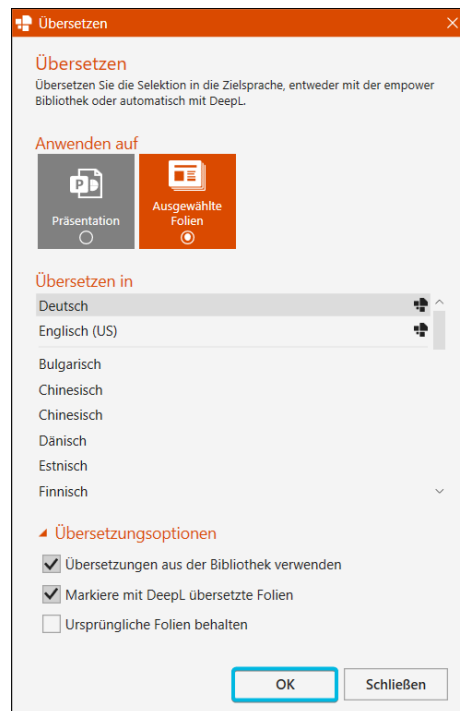 Übersetzen
Übersetzen
Übersetzen Sie die Selektion in die Zielsprache, entweder mit der empower
Bibliothek oder automatisch mit DeepL.
Anwenden auf
P
Präsentation
Ausgewählte
Folien
Übersetzen in
Deutsch
Englisch (US)
Bulgarisch
Chinesisch
Chinesisch
Dänisch
Estnisch
Finnisch
Übersetzungsoptionen
Übersetzungen aus der Bibliothek verwenden
Markiere mit DeepL übersetzte Folien
Ursprüngliche Folien behalten
OK
Schließen